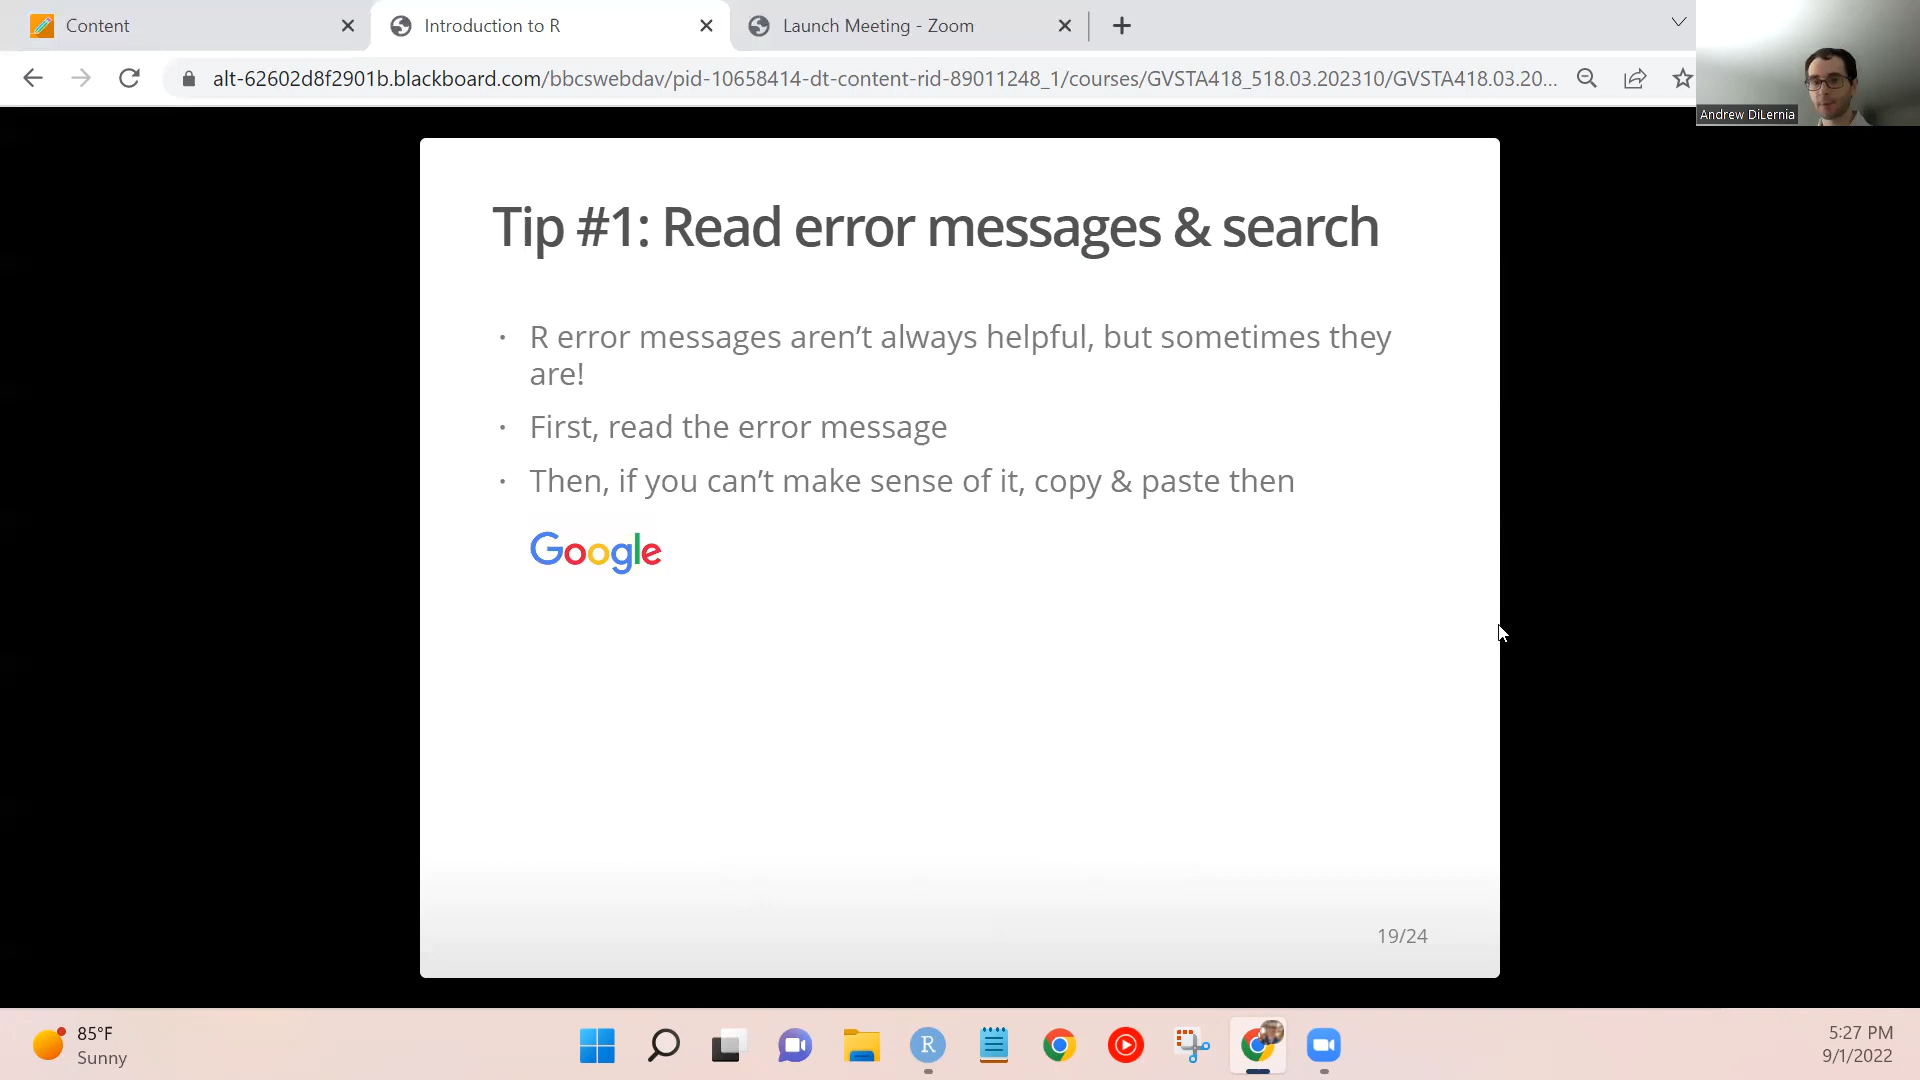 Content
Introduction to R
Launch Meeting - Zoom
alt-62602d8f2901b.blackboard.com/bbcswebdav/pid-10658414-dt-content-rid-89011248_1/courses/GVSTA418_518.03.202310/GVSTA418.03.20...
Andrew DiLernia
Tip #1: Read error messages & search
· R error messages aren't always helpful, but sometimes they
are!
· First, read the error message
· Then, if you can't make sense of it, copy & paste then
Google
19/24
85°F
Sunny
R
5:27 PM
9/1/2022